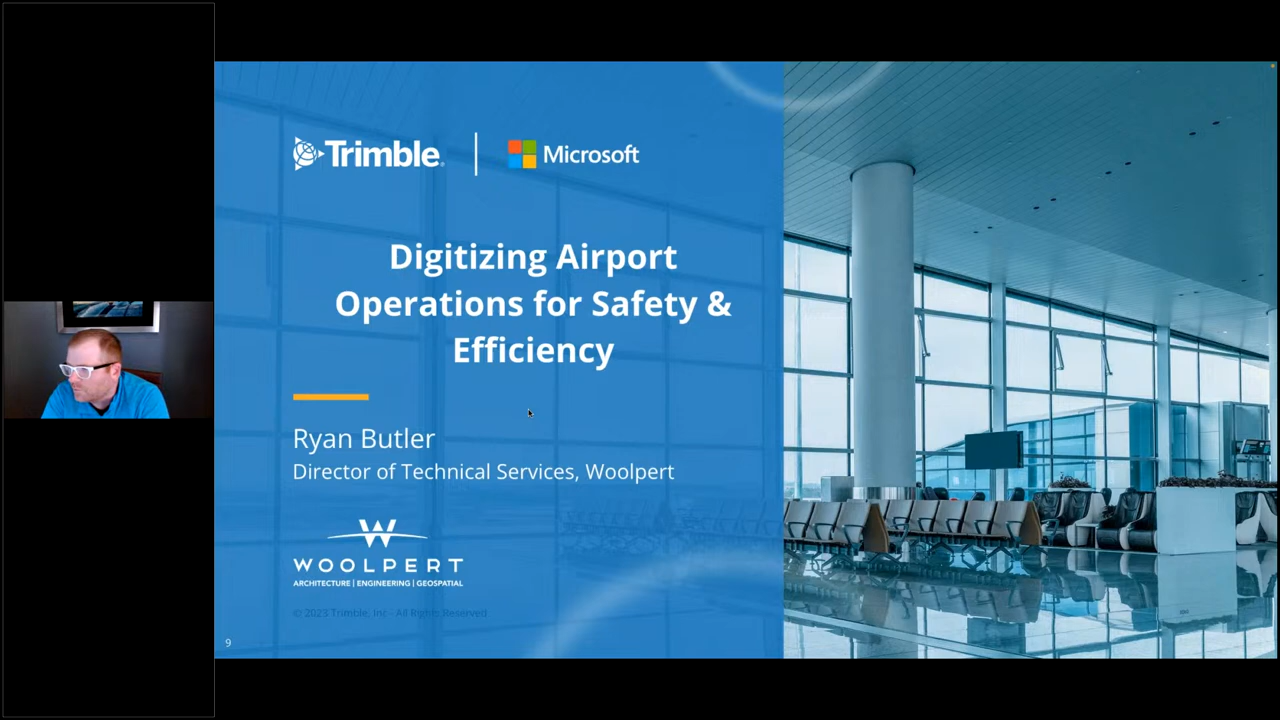 Trimble
Microsoft
Digitizing Airport
Operations for Safety &
Efficiency
Ryan Butler
Director of Technical Services, Woolpert
WOOLPERT
ARCHITECTURE | ENGINEERING | GEOSPATIAL
© 2023 Trimble, Inc - All Rights Reserved
9